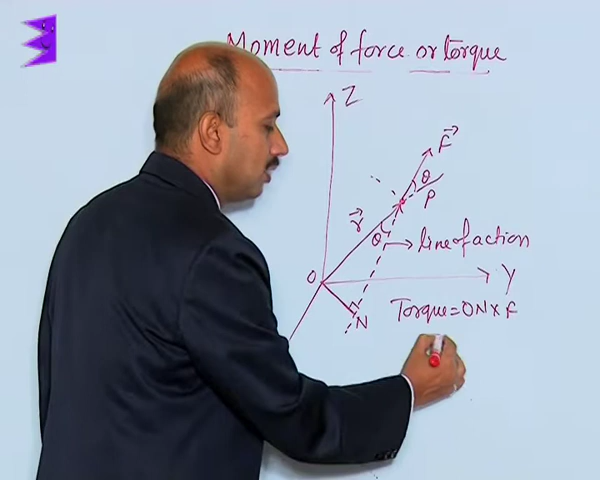 Moment of force or torque
Z
F
θ
P
r
θ
line of action
O
Y
N
Torque = ON x F